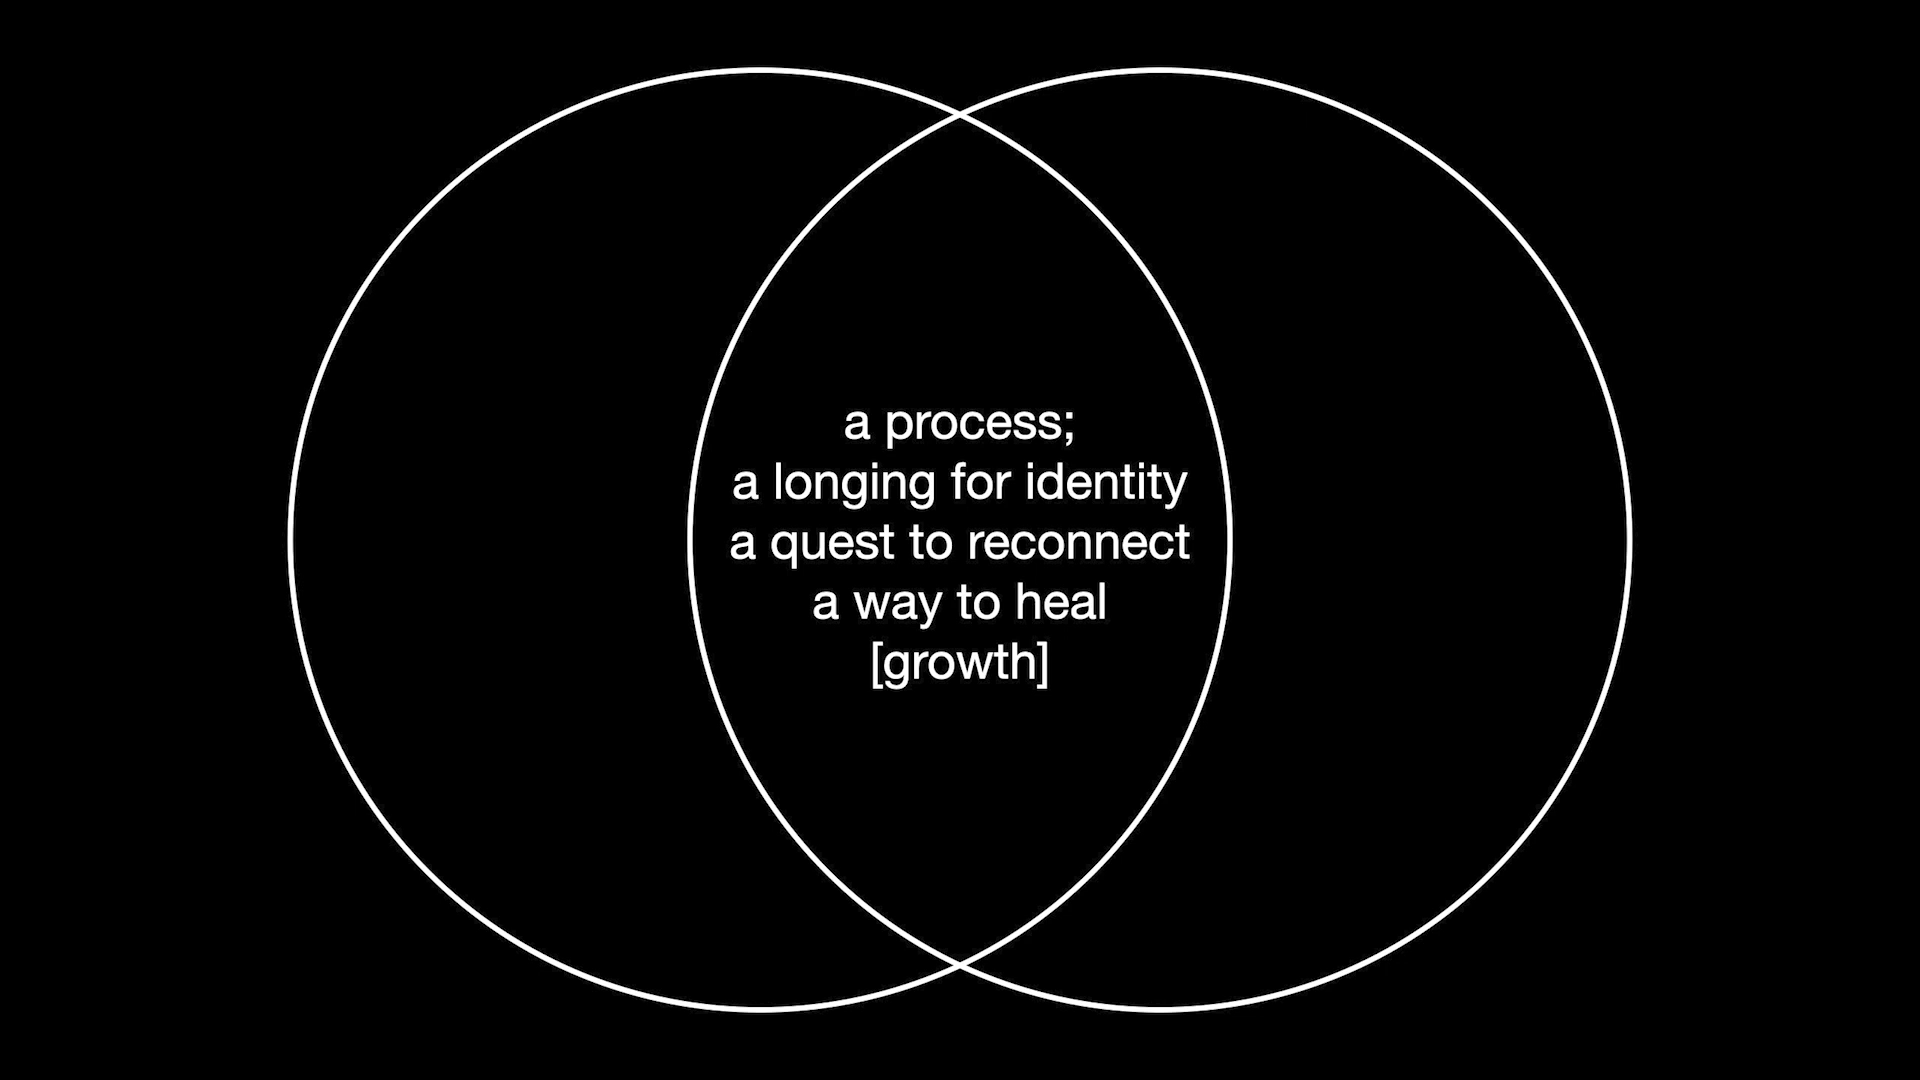 a process;
a longing for identity
a quest to reconnect
a way to heal
[growth]